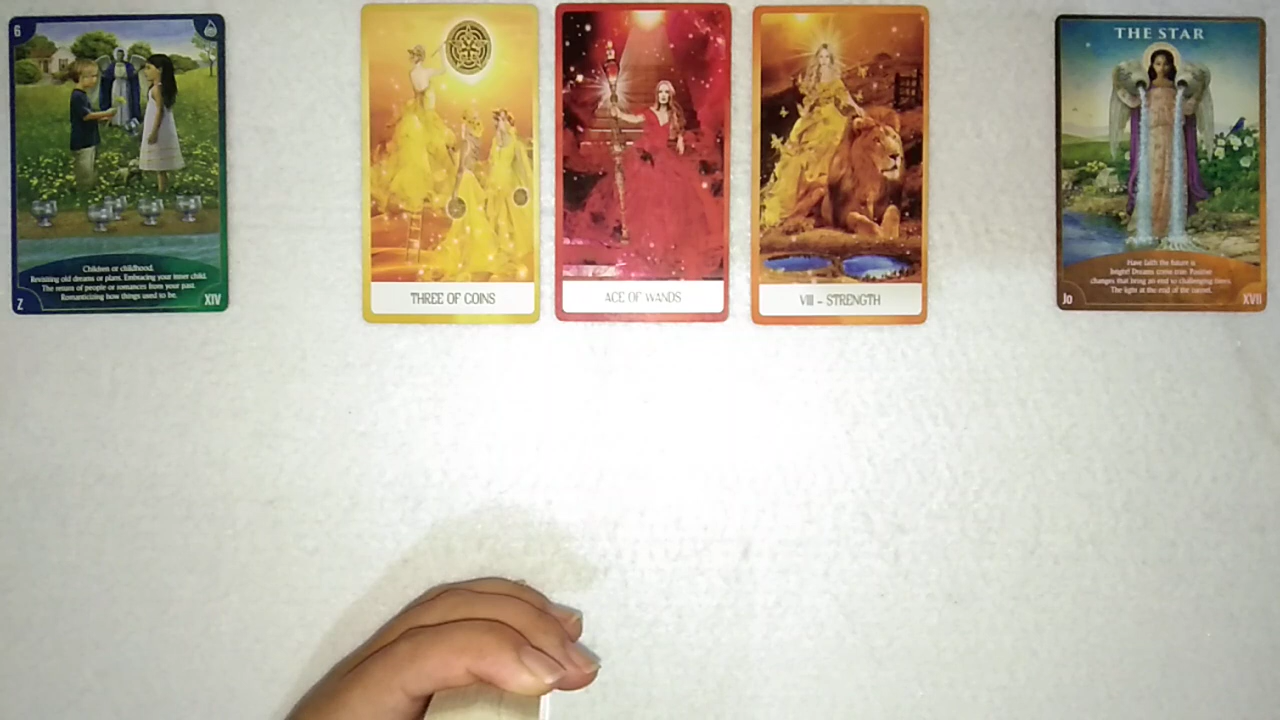 6
Children or childhood.
Revisiting old dreams or plans. Embracing your inner child.
The return of people or romances from your past.
Romanticizing how things used to be.
Z
XIV
THREE OF COINS
ACE OF WANDS
VIII - STRENGTH
THE STAR
Have faith the future is
bright! Dreams come true. Positive
changes that bring an end to challenging times.
The light at the end of the tunnel.
Jo
XVII